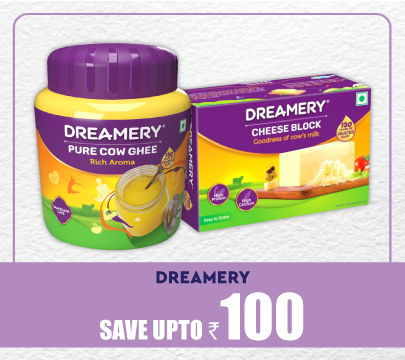 DREAMERY®
PURE COW GHEE
Rich Aroma
DREAMERY®
CHEESE BLOCK
Goodness of cow's milk
High Protein
High Calcium
Easy to Grate
DREAMERY
SAVE UPTO ₹100